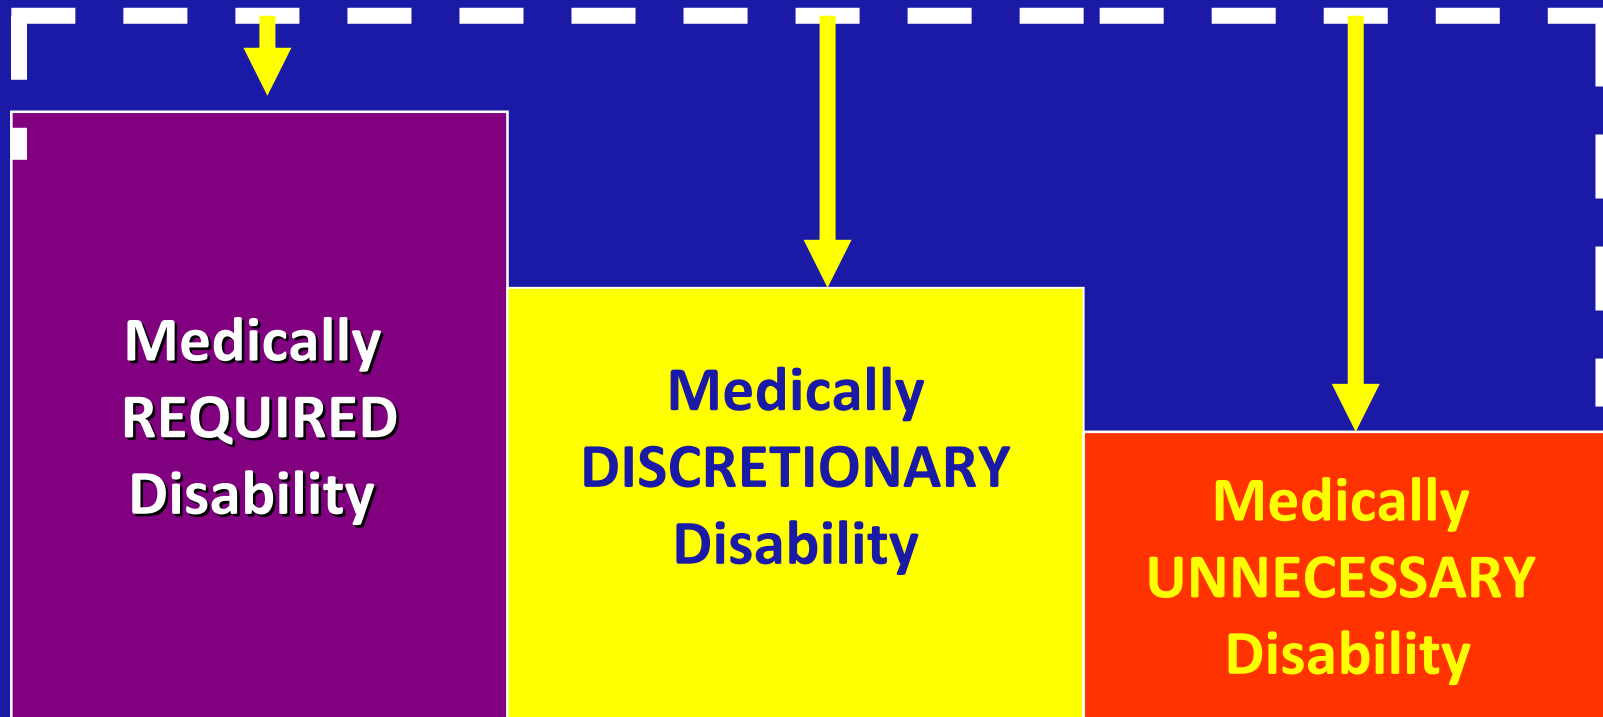 Medically
REQUIRED
Disability
Medically
DISCRETIONARY
Disability
Medically
UNNECESSARY
Disability